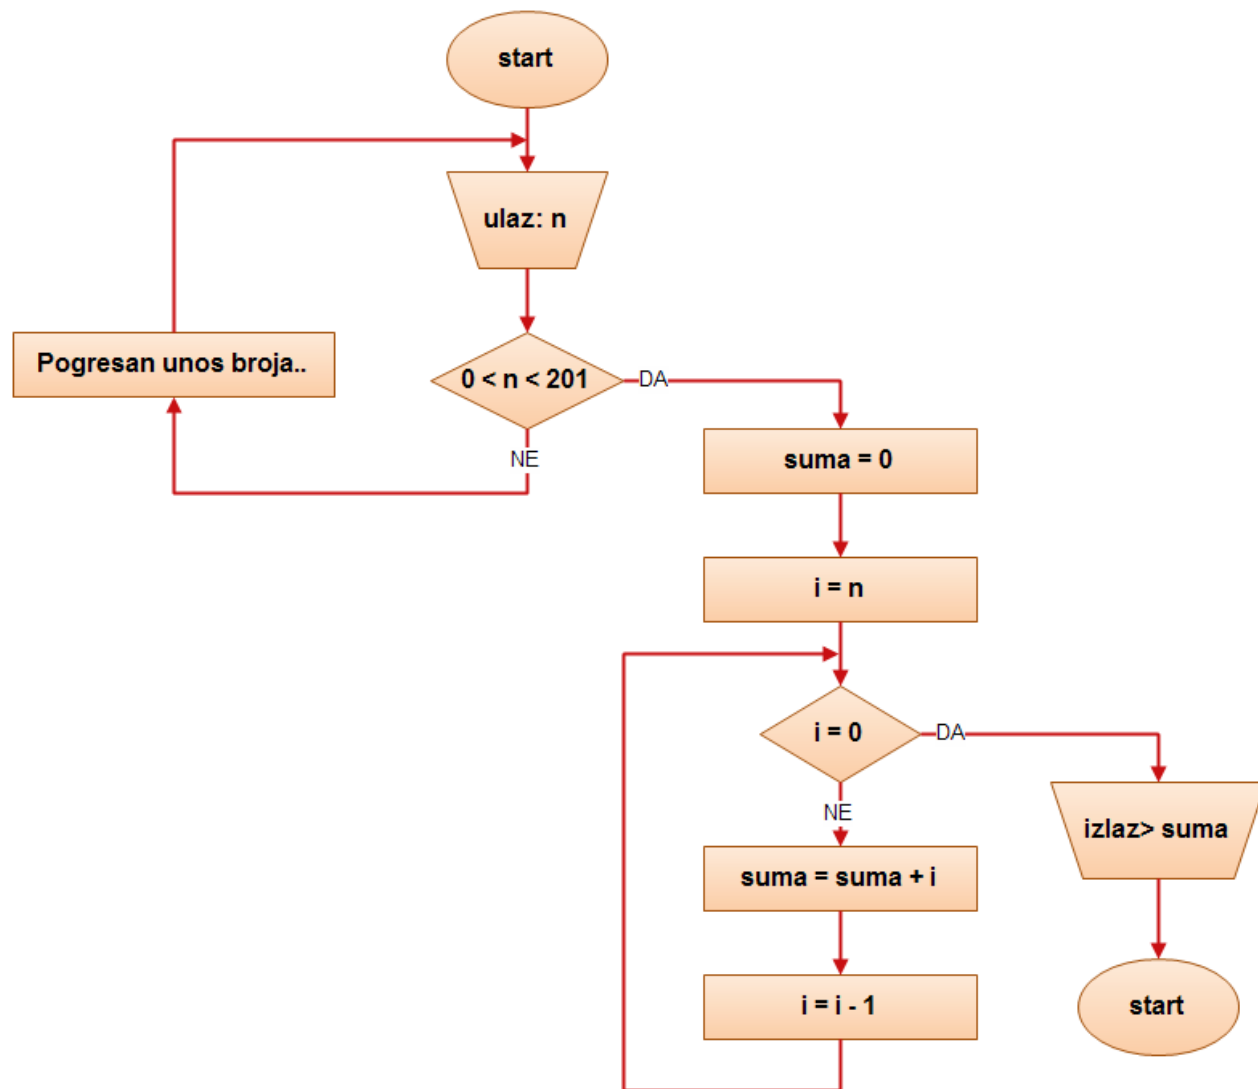 start
ulaz: n
Pogresan unos broja..
0 < n < 201
DA
NE
suma = 0
i = n
i = 0
DA
NE
izlaz> suma
suma = suma + i
i = i - 1
start